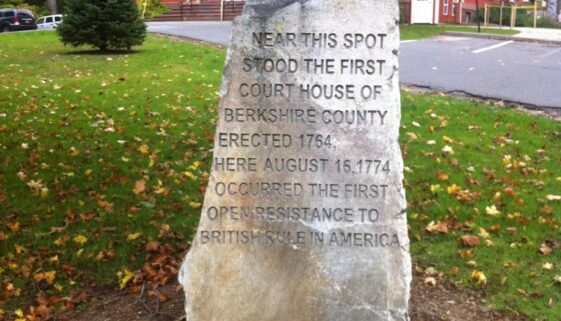 NEAR THIS SPOT
STOOD THE FIRST
COURT HOUSE OF
BERKSHIRE COUNTY
ERECTED 1764,
HERE AUGUST 16,1774
OCCURRED THE FIRST
OPEN RESISTANCE TO
BRITISH RULE IN AMERICA.